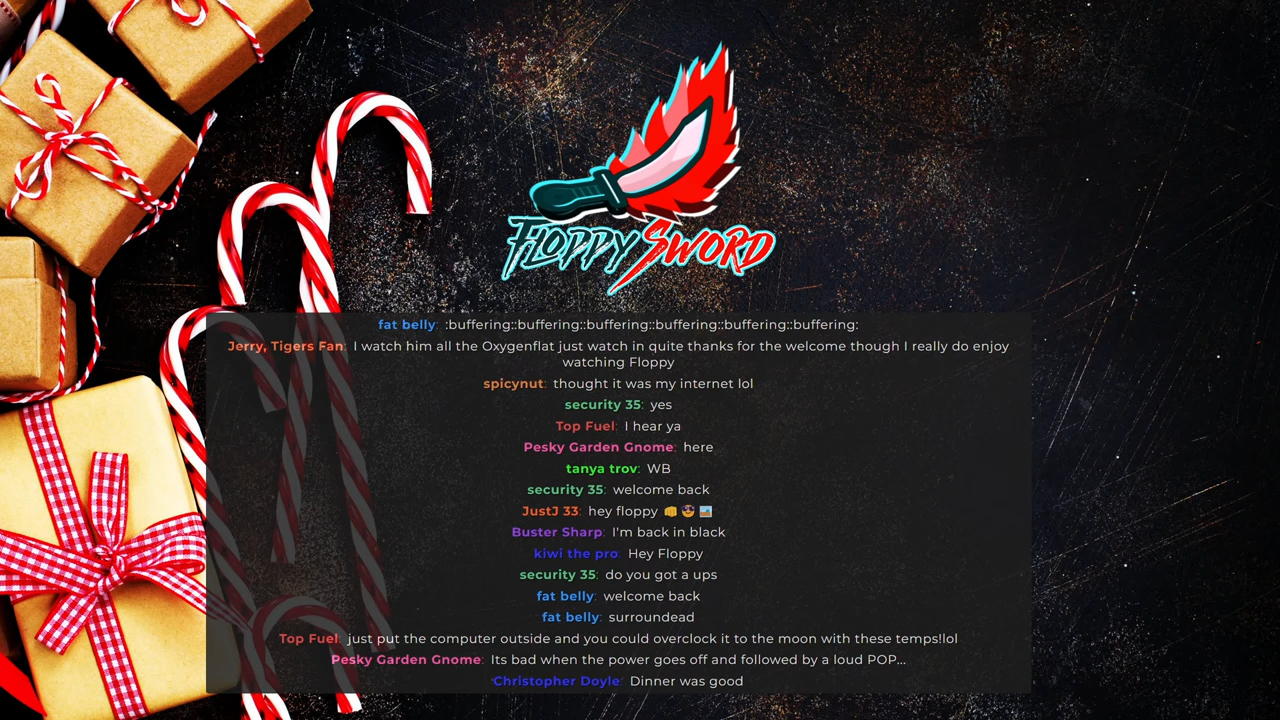 FLOPPY SWORD
fat belly: :buffering::buffering::buffering::buffering::buffering::buffering:
Jerry, Tigers Fan: I watch him all the Oxygenflat just watch in quite thanks for the welcome though I really do enjoy
watching Floppy
spicynut: thought it was my internet lol
security 35: yes
Top Fuel: I hear ya
Pesky Garden Gnome: here
tanya trov: WB
security 35: welcome back
JustJ 33: hey floppy 👊 😎 🖼️
Buster Sharp: I'm back in black
kiwi the pro: Hey Floppy
security 35: do you got a ups
fat belly: welcome back
fat belly: surroundead
Top Fuel: just put the computer outside and you could overclock it to the moon with these temps!lol
Pesky Garden Gnome: Its bad when the power goes off and followed by a loud POP...
Christopher Doyle: Dinner was good